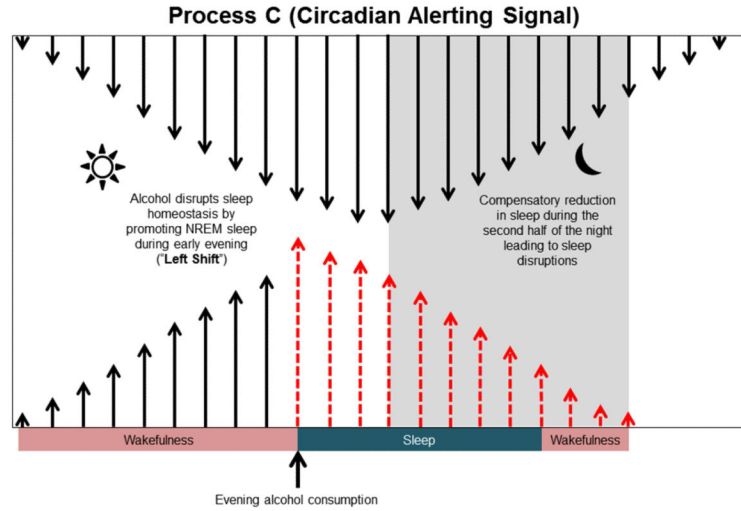 Process C (Circadian Alerting Signal)
Alcohol disrupts sleep
homeostasis by
promoting NREM sleep
during early evening
("Left Shift")
Compensatory reduction
in sleep during the
second half of the night
leading to sleep
disruptions
Wakefulness
Sleep
Wakefulness
Evening alcohol consumption